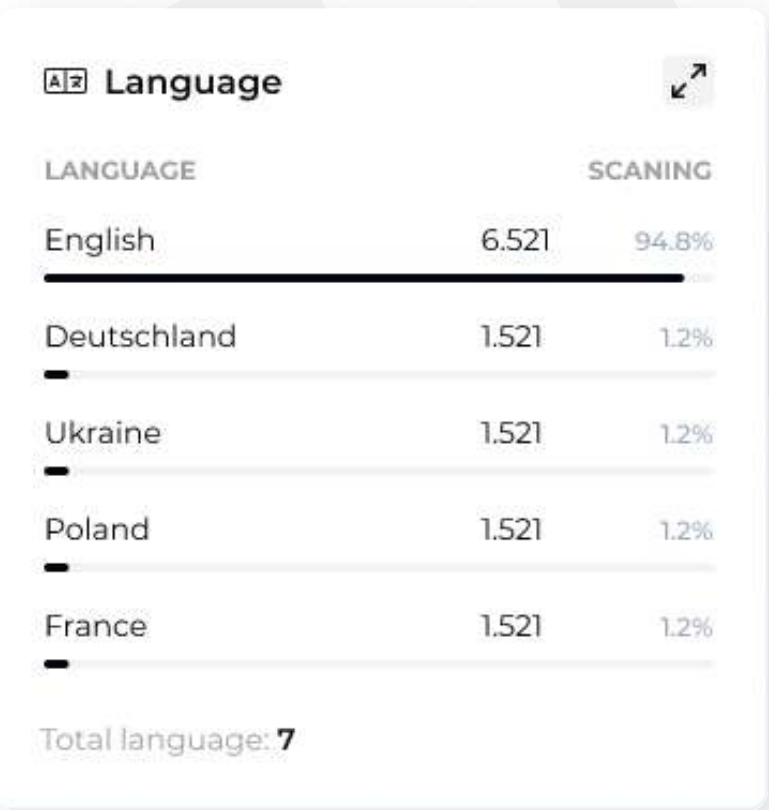 Language
LANGUAGE SCANING
English 6.521 94.8%
Deutschland 1.521 1.2%
Ukraine 1.521 1.2%
Poland 1.521 1.2%
France 1.521 1.2%
Total language: 7